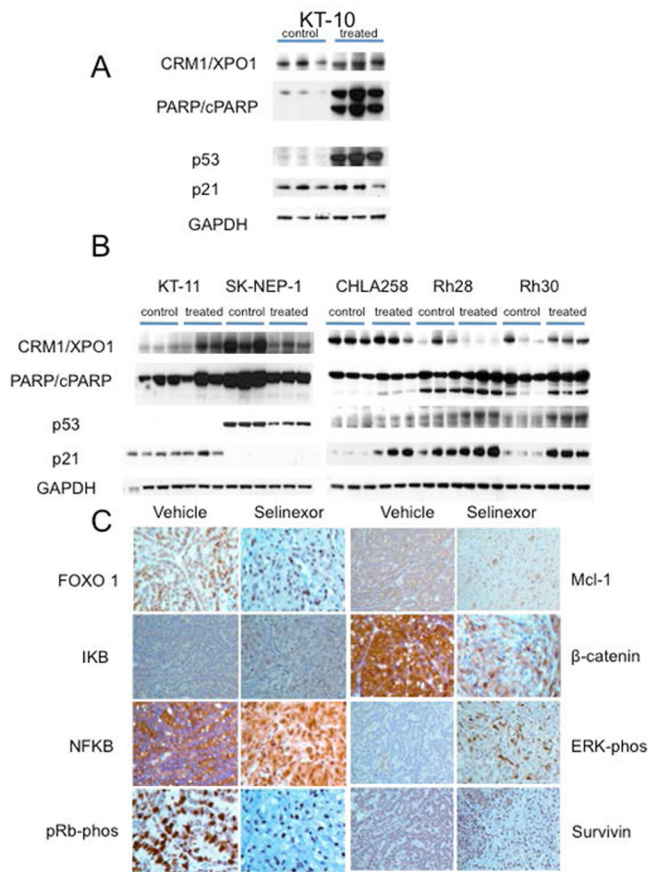 KT-10
control treated
A
CRM1/XPO1
PARP/cPARP
p53
p21
GAPDH
B
KT-11 SK-NEP-1 CHLA258 Rh28 Rh30
control treated control treated control treated control treated control treated
CRM1/XPO1
PARP/cPARP
p53
p21
GAPDH
C
Vehicle Selinexor Vehicle Selinexor
FOXO 1 Mcl-1
IKB β-catenin
NFKB ERK-phos
pRb-phos Survivin